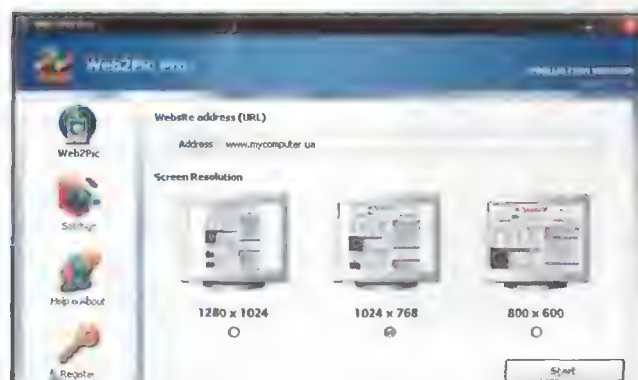 Web2Pic Pro
Website address (URL)
Web2Pic
Address www.mycomputer.ua
Screen Resolution
Settings
Help & About
1280 x 1024
1024 x 768
800 x 600
Register
Start